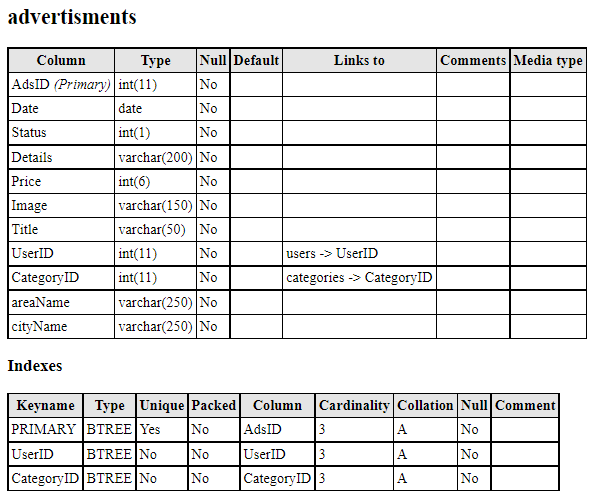 advertisments
Column Type Null Default Links to Comments Media type
AdsID (Primary) int(11) No
Date date No
Status int(1) No
Details varchar(200) No
Price int(6) No
Image varchar(150) No
Title varchar(50) No
UserID int(11) No users -> UserID
CategoryID int(11) No categories -> CategoryID
areaName varchar(250) No
cityName varchar(250) No
Indexes
Keyname Type Unique Packed Column Cardinality Collation Null Comment
PRIMARY BTREE Yes No AdsID 3 A No
UserID BTREE No No UserID 3 A No
CategoryID BTREE No No CategoryID 3 A No